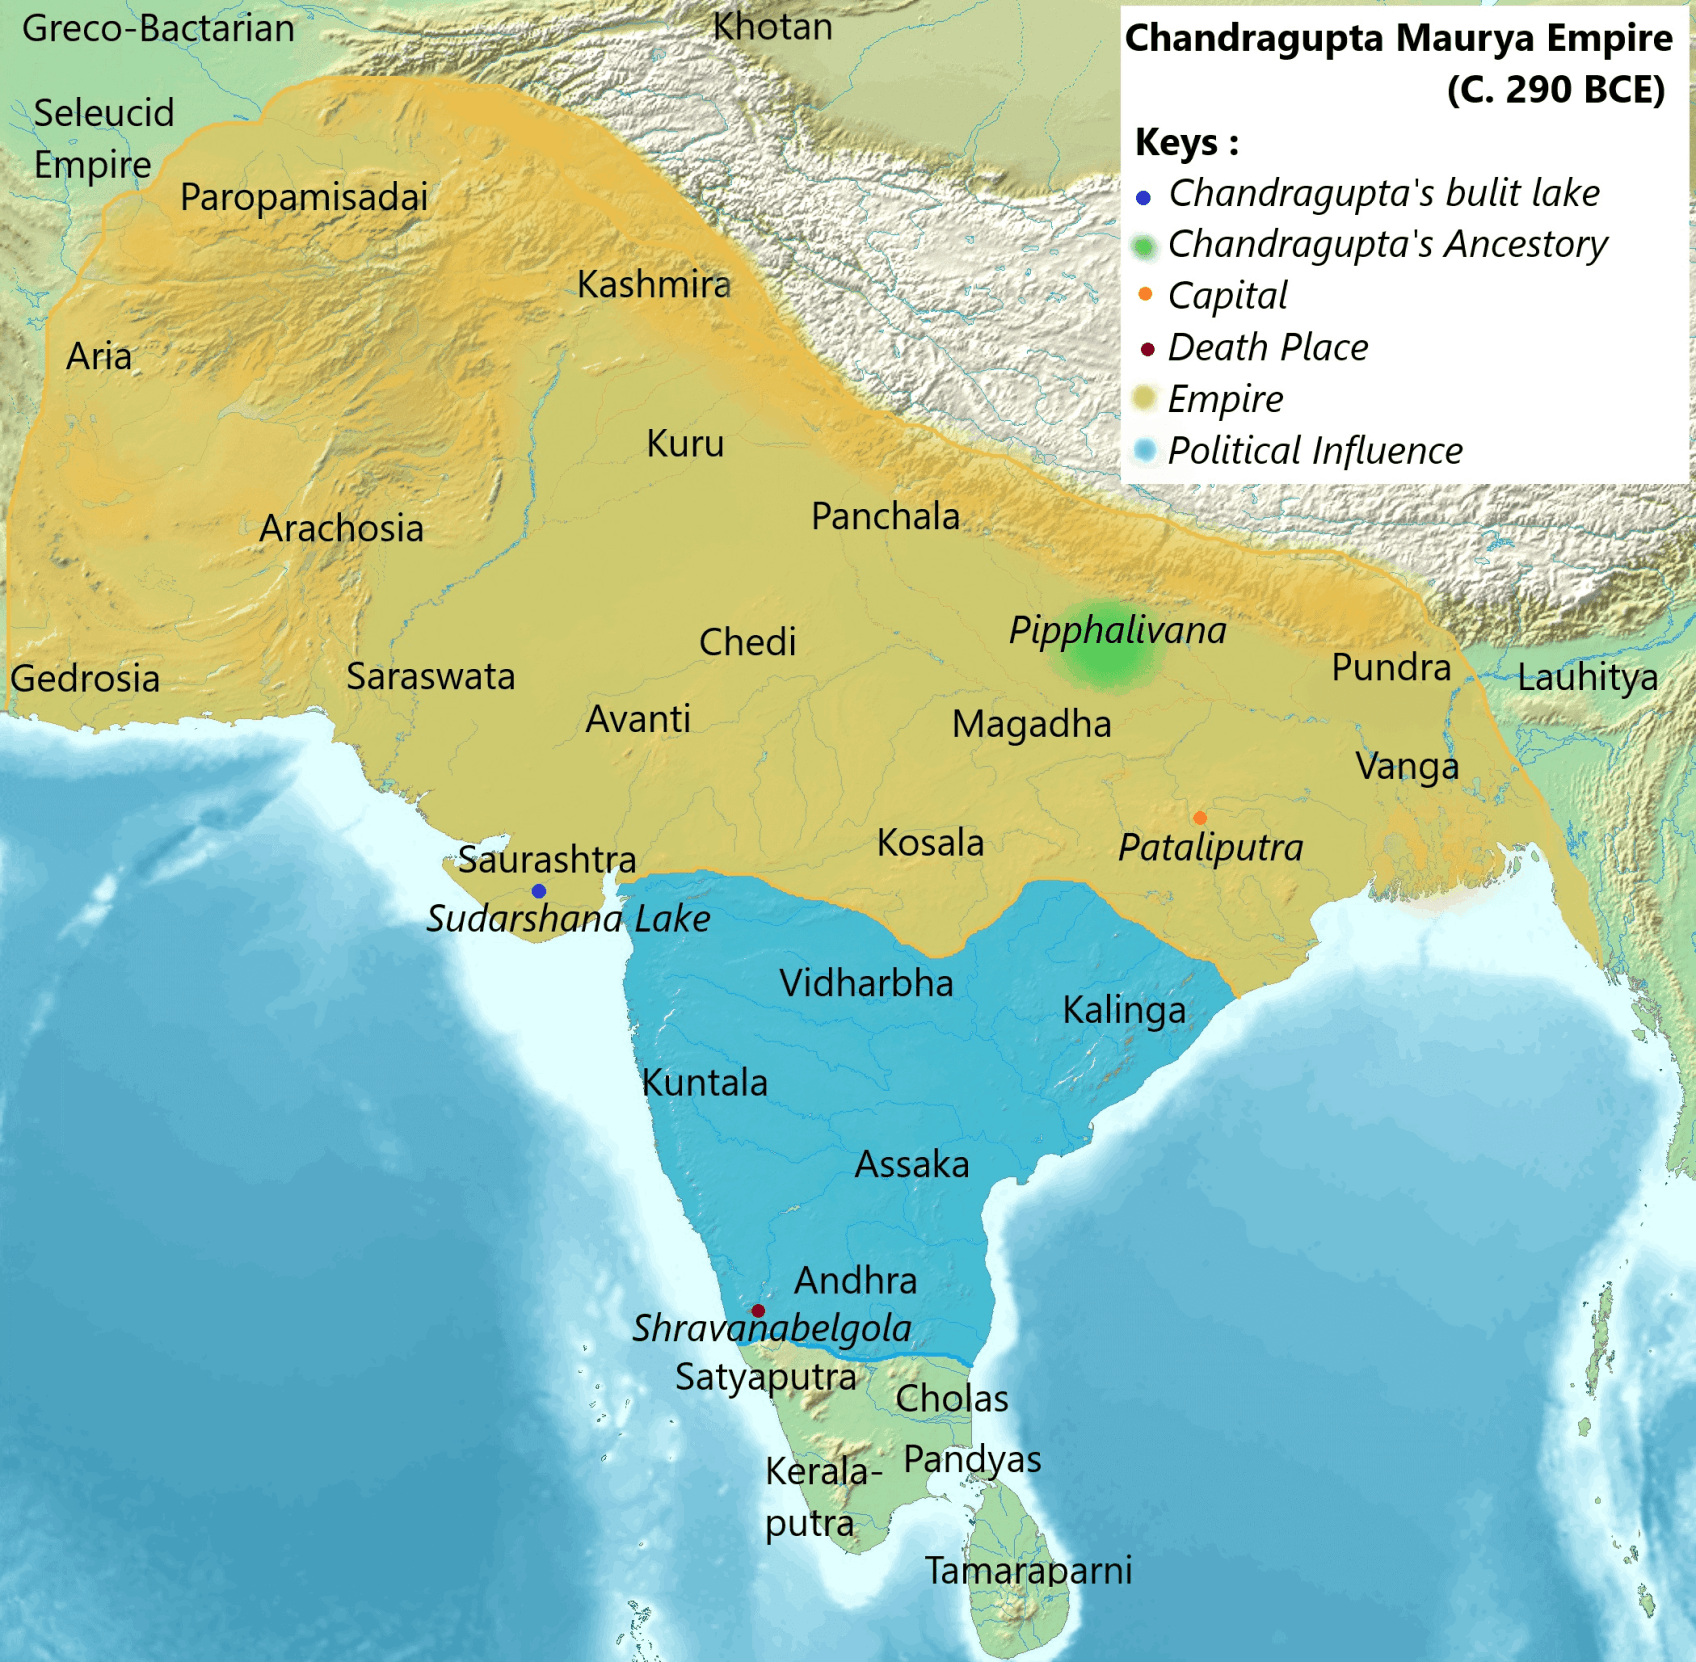 Greco-Bactarian
Khotan
Chandragupta Maurya Empire
(C. 290 BCE)
Keys :
Chandragupta's bulit lake
Chandragupta's Ancestory
Capital
Death Place
Empire
Political Influence
Seleucid
Empire
Paropamisadai
Kashmira
Aria
Kuru
Panchala
Arachosia
Pipphalivana
Chedi
Pundra
Lauhitya
Gedrosia
Saraswata
Avanti
Magadha
Vanga
Kosala
Pataliputra
Saurashtra
Sudarshana Lake
Vidharbha
Kalinga
Kuntala
Assaka
Andhra
Shravanabelgola
Satyaputra
Cholas
Pandyas
Kerala-
putra
Tamaraparni